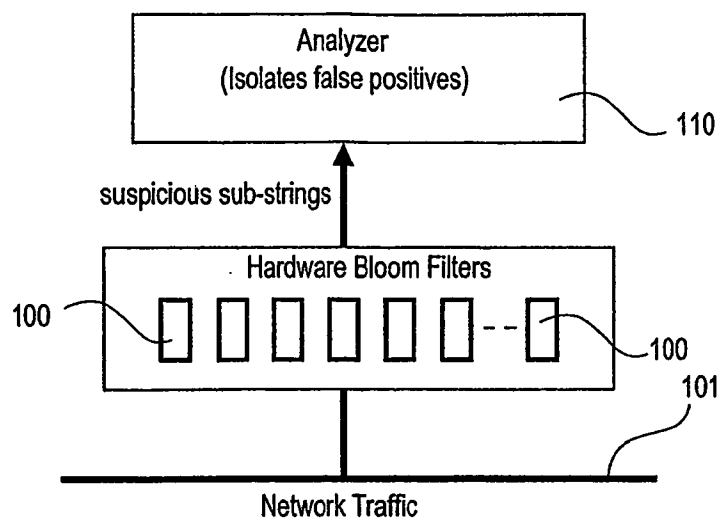 Analyzer
(Isolates false positives)
110
suspicious sub-strings
Hardware Bloom Filters
100
100
101
Network Traffic